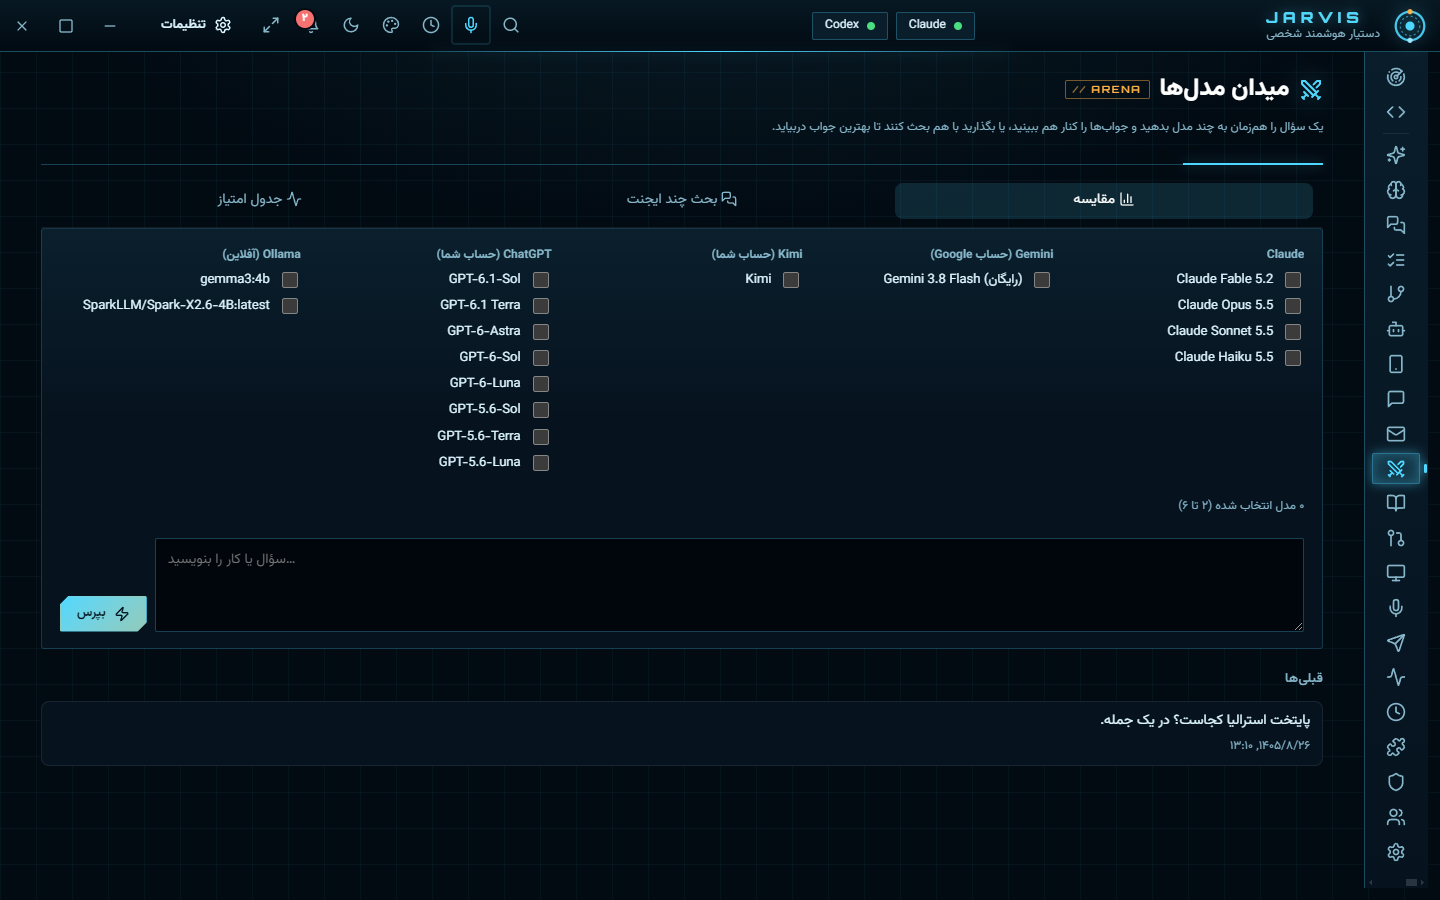 JARVIS
دستیار هوشمند شخصی
Claude
Codex
۲
تنظیمات
میدان مدل‌ها
// ARENA
یک سؤال را هم‌زمان به چند مدل بدهید و جواب‌ها را کنار هم ببینید، یا بگذارید با هم بحث کنند تا بهترین جواب دربیاید.
مقایسه
بحث چند ایجنت
جدول امتیاز
Claude
Claude Fable 5.2
Claude Opus 5.5
Claude Sonnet 5.5
Claude Haiku 5.5
Gemini (حساب Google)
Gemini 3.8 Flash (رایگان)
Kimi (حساب شما)
Kimi
ChatGPT (حساب شما)
GPT-6.1-Sol
GPT-6.1 Terra
GPT-6-Astra
GPT-6-Sol
GPT-6-Luna
GPT-5.6-Sol
GPT-5.6-Terra
GPT-5.6-Luna
Ollama (آفلاین)
gemma3:4b
SparkLLM/Spark-X2.6-4B:latest
۰ مدل انتخاب شده (۲ تا ۶)
سؤال یا کار را بنویسید...
بپرس
قبلی‌ها
پایتخت استرالیا کجاست؟ در یک جمله.
۱۴۰۵/۸/۲۶, ۱۳:۱۰